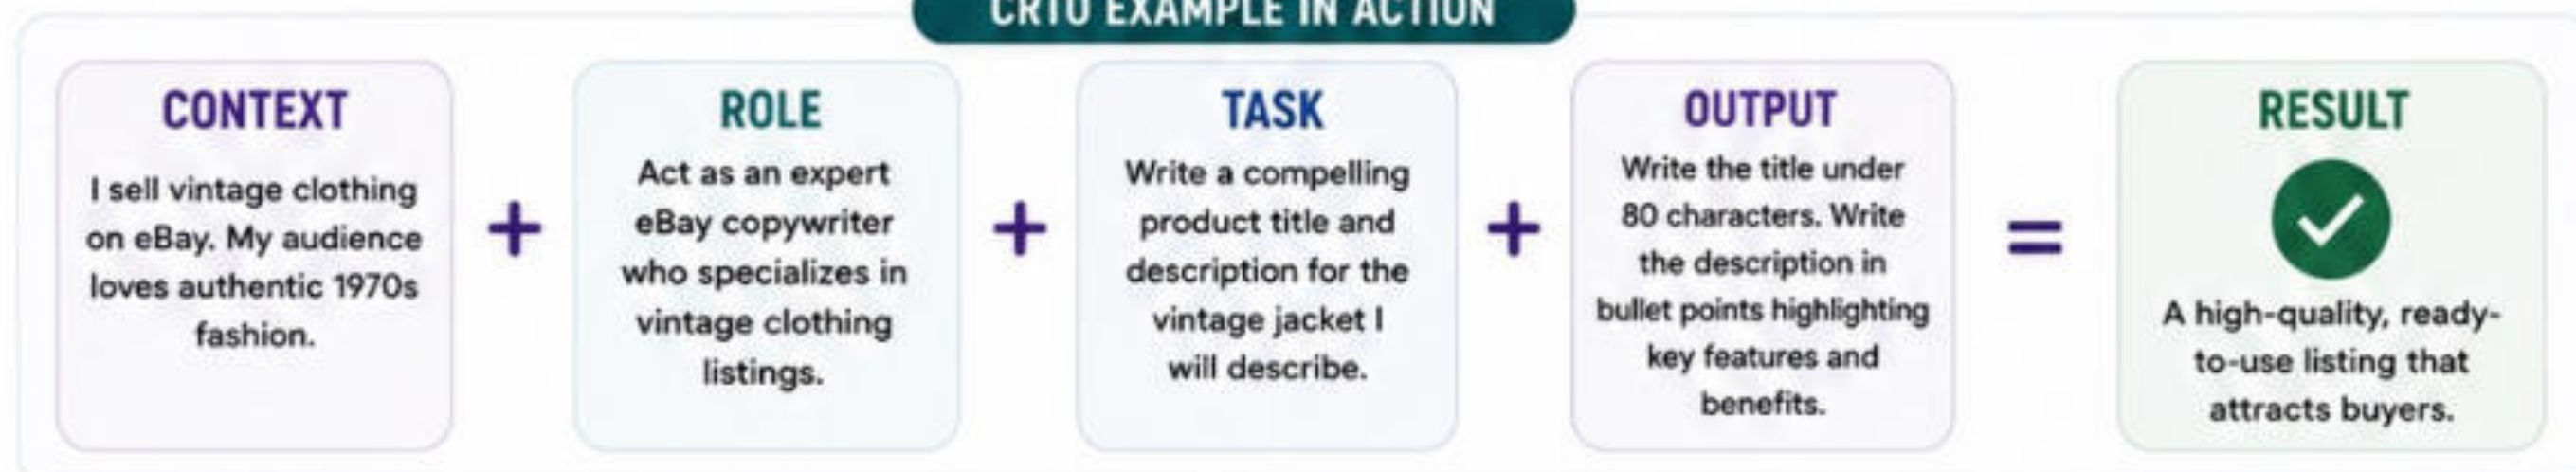 CRTO EXAMPLE IN ACTION
CONTEXT
I sell vintage clothing
on eBay. My audience
loves authentic 1970s
fashion.
+
ROLE
Act as an expert
eBay copywriter
who specializes in
vintage clothing
listings.
+
TASK
Write a compelling
product title and
description for the
vintage jacket I
will describe.
+
OUTPUT
Write the title under
80 characters. Write
the description in
bullet points highlighting
key features and
benefits.
=
RESULT
A high-quality, ready-
to-use listing that
attracts buyers.